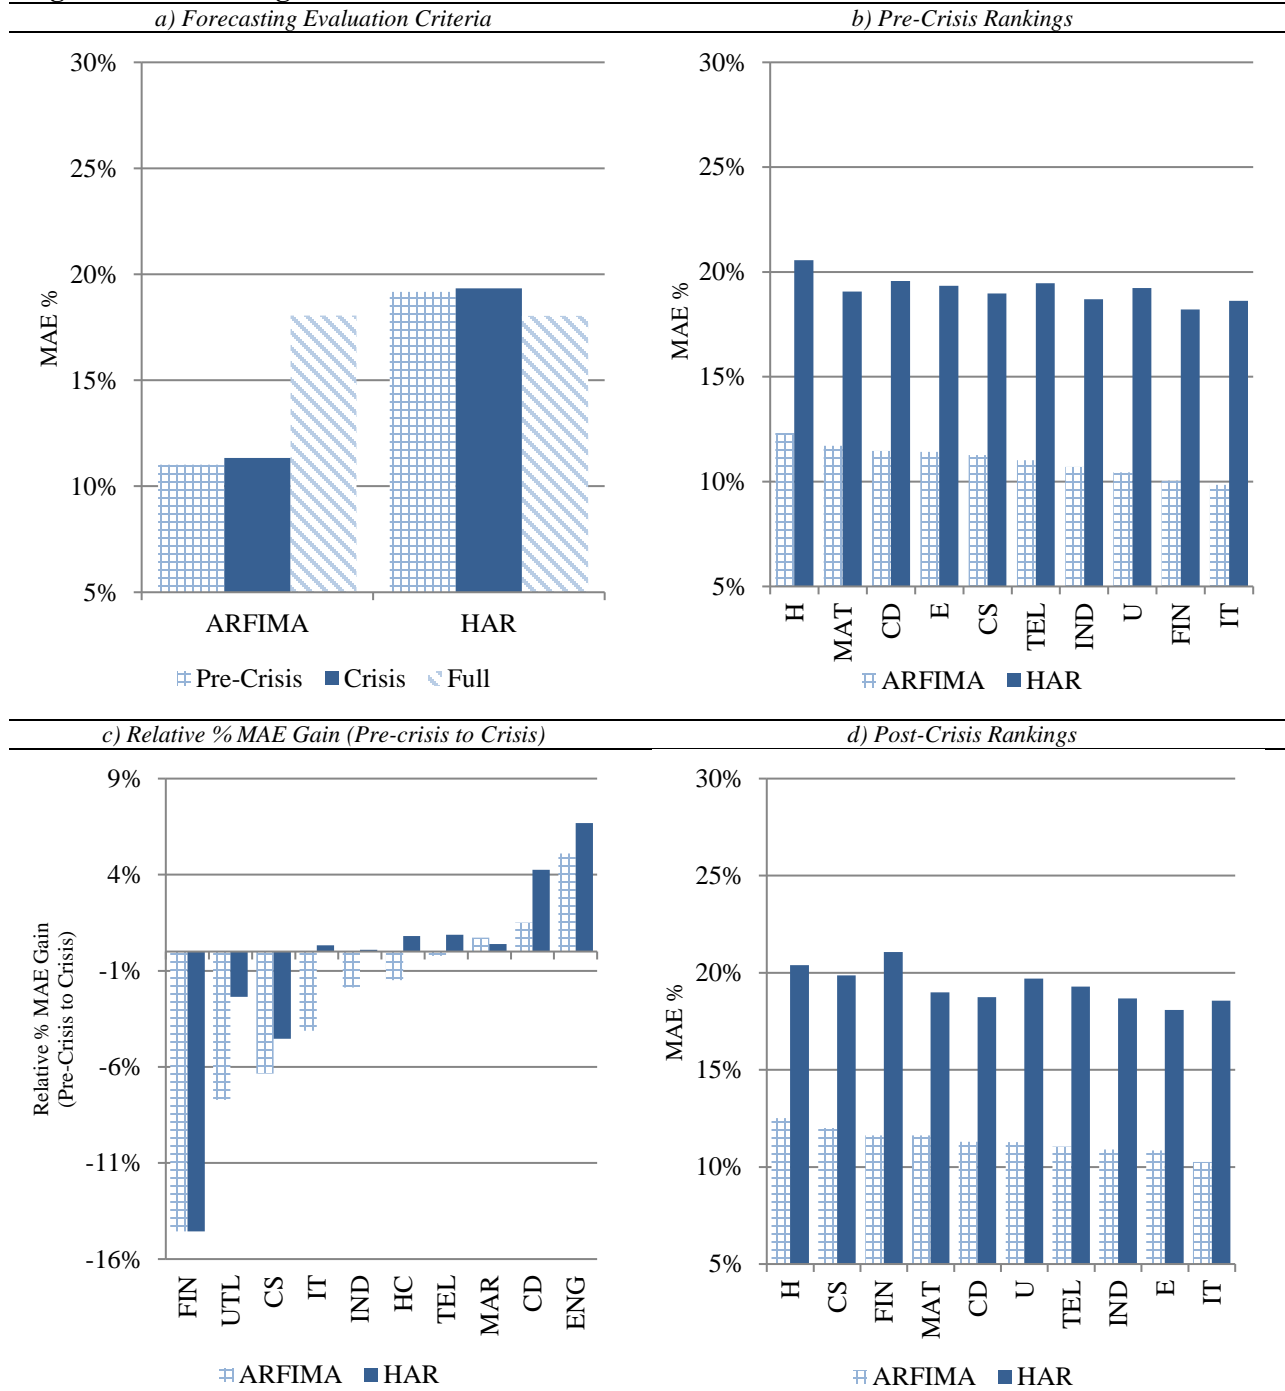 a) Forecasting Evaluation Criteria
30%
25%
20%
15%
10%
5%
MAE %
ARFIMA HAR
Pre-Crisis Crisis Full
b) Pre-Crisis Rankings
30%
25%
20%
15%
10%
5%
MAE %
H MAT CD E CS TEL IND U FIN IT
ARFIMA HAR
c) Relative % MAE Gain (Pre-crisis to Crisis)
9%
4%
-1%
-6%
-11%
-16%
Relative % MAE Gain
(Pre-Crisis to Crisis)
FIN UTL CS IT IND HC TEL MAR CD ENG
ARFIMA HAR
d) Post-Crisis Rankings
30%
25%
20%
15%
10%
5%
MAE %
H CS FIN MAT CD U TEL IND E IT
ARFIMA HAR